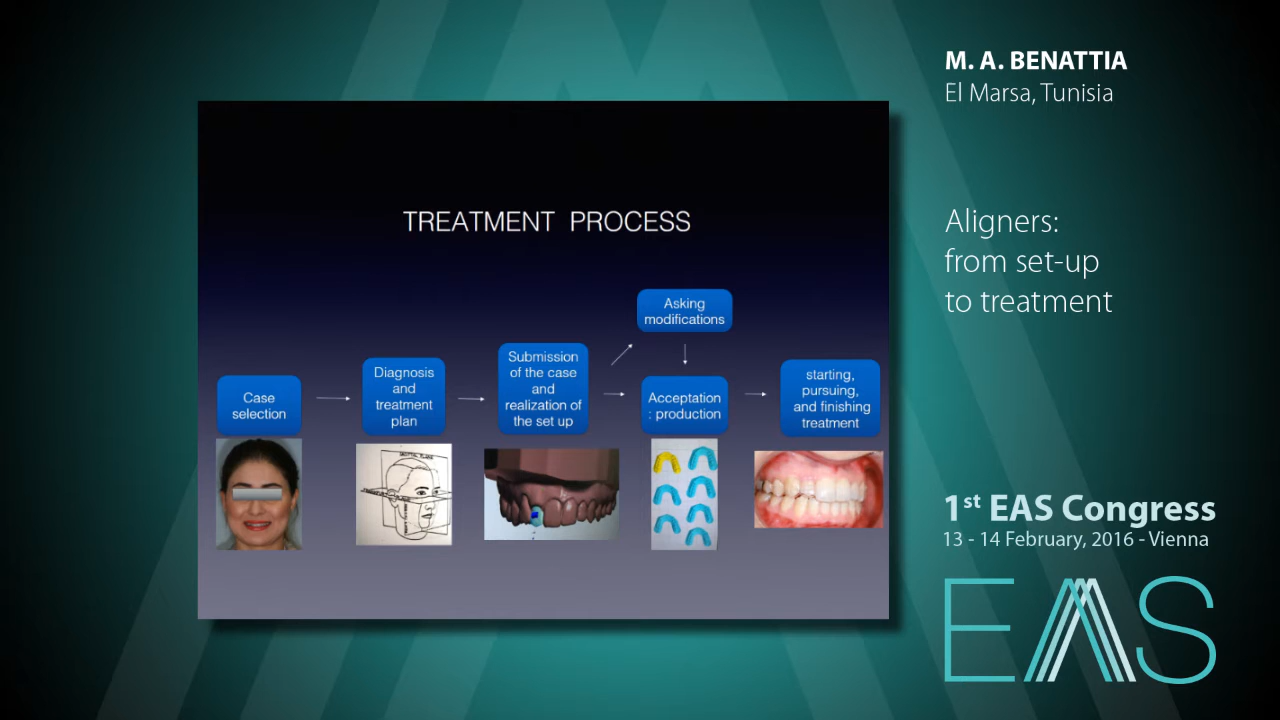 M. A. BENATTIA
El Marsa, Tunisia
Aligners:
from set-up
to treatment
TREATMENT PROCESS
Case
selection
Diagnosis
and
treatment
plan
Submission
of the case
and
realization of
the set up
Asking
modifications
Acceptation
: production
starting,
pursuing,
and finishing
treatment
1st EAS Congress
13 - 14 February, 2016 - Vienna
EAS